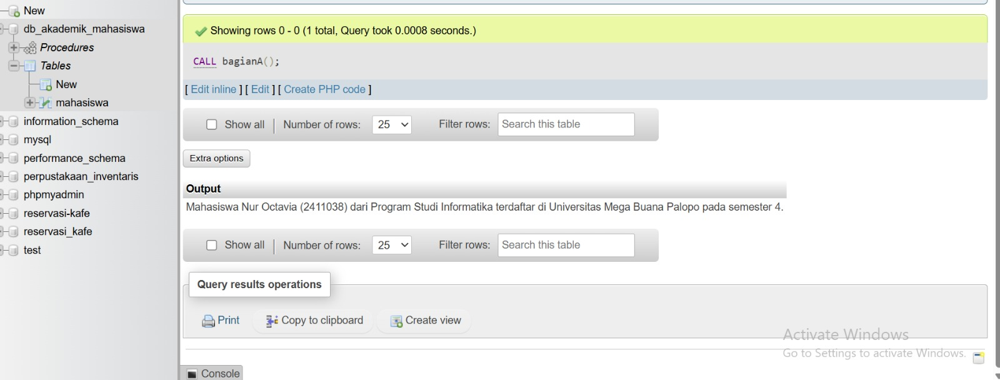 New
db_akademik_mahasiswa
Procedures
Tables
New
mahasiswa
information_schema
mysql
performance_schema
perpustakaan_inventaris
phpmyadmin
reservasi-kafe
reservasi_kafe
test
Showing rows 0 - 0 (1 total, Query took 0.0008 seconds.)
CALL bagianA();
[ Edit inline ] [ Edit ] [ Create PHP code ]
Show all | Number of rows: 25 Filter rows: Search this table
Extra options
Output
Mahasiswa Nur Octavia (2411038) dari Program Studi Informatika terdaftar di Universitas Mega Buana Palopo pada semester 4.
Show all | Number of rows: 25 Filter rows: Search this table
Query results operations
Print Copy to clipboard Create view
Activate Windows
Go to Settings to activate Windows.
Console